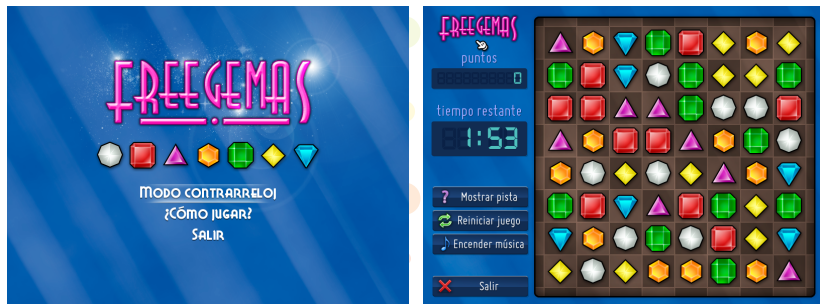 FREEGEMAS
MODO CONTRARRELOJ
¿CÓMO JUGAR?
SALIR
FREEGEMAS
puntos
0
tiempo restante
1:53
? Mostrar pista
Reiniciar juego
Encender música
Salir